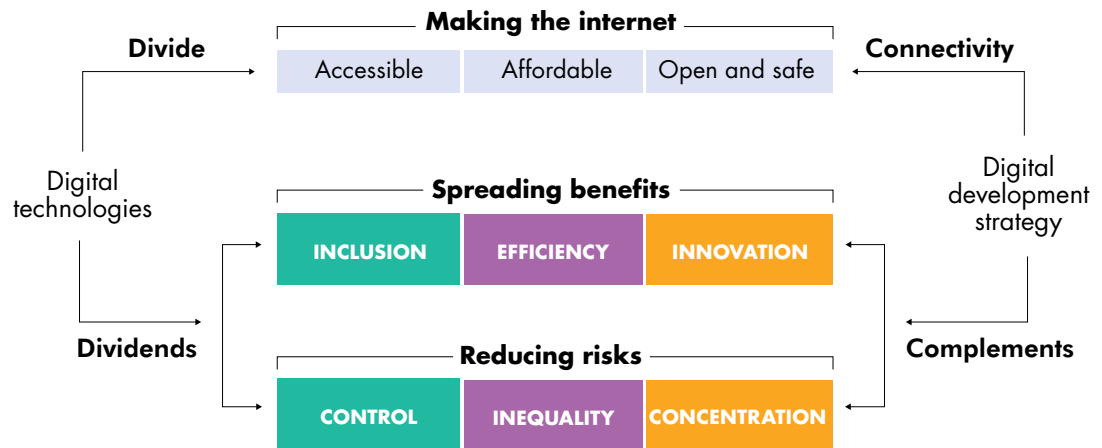 Making the internet
Divide
Connectivity
Accessible
Affordable
Open and safe
Digital
technologies
Digital
development
strategy
Spreading benefits
INCLUSION
EFFICIENCY
INNOVATION
Dividends
Complements
Reducing risks
CONTROL
INEQUALITY
CONCENTRATION